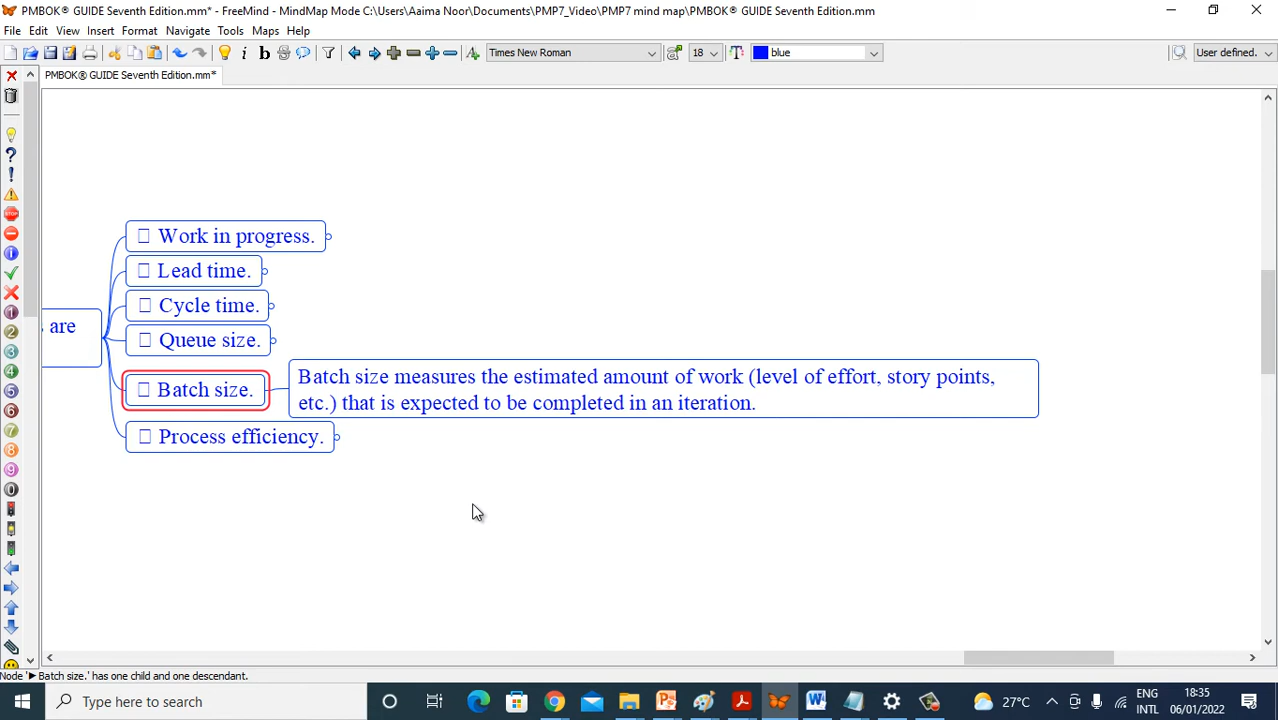 PMBOK® GUIDE Seventh Edition.mm* - FreeMind - MindMap Mode C:\Users\Aaima Noor\Documents\PMP7_Video\PMP7 mind map\PMBOK® GUIDE Seventh Edition.mm
File Edit View Insert Format Navigate Tools Maps Help
Times New Roman 18 blue User defined.
PMBOK® GUIDE Seventh Edition.mm*
Work in progress.
Lead time.
Cycle time.
are
Queue size.
Batch size.
Batch size measures the estimated amount of work (level of effort, story points,
etc.) that is expected to be completed in an iteration.
Process efficiency.
Node '► Batch size.' has one child and one descendant.
Type here to search
27°C
ENG
INTL
18:35
06/01/2022